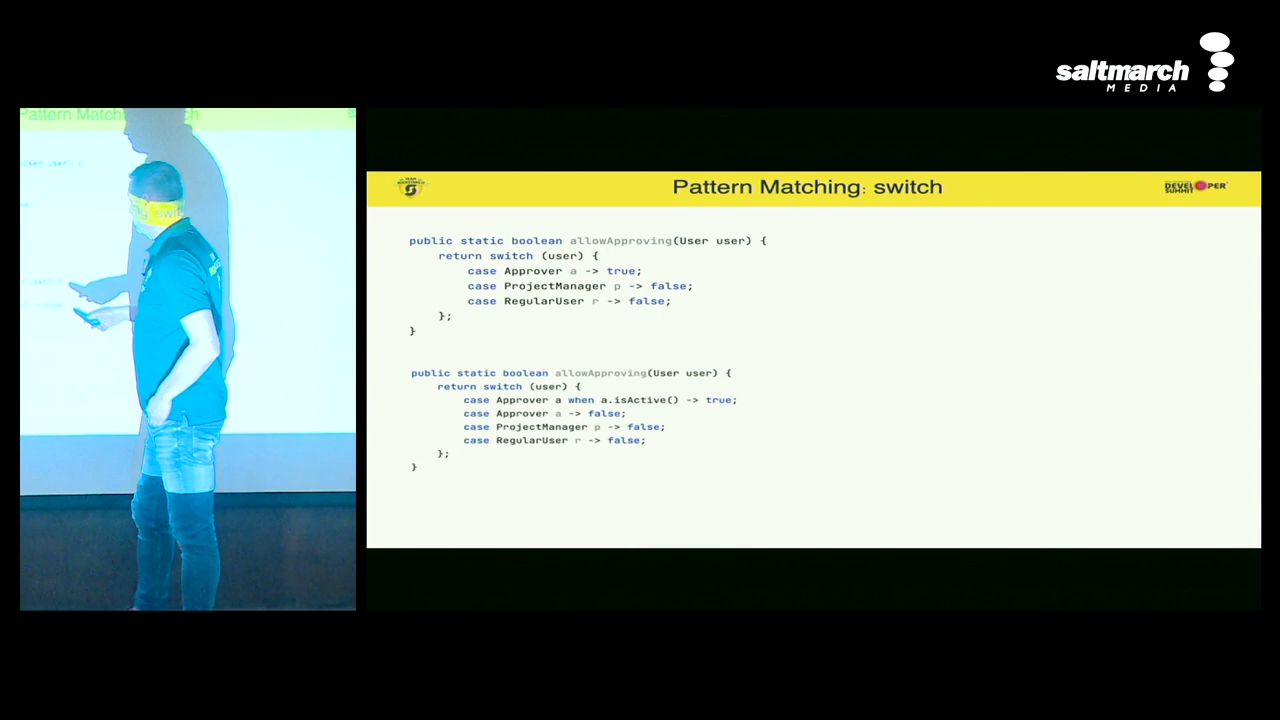 saltmarch
MEDIA
Pattern Matching: switch
DEVELOPER
SUMMIT
public static boolean allowApproving(User user) {
return switch (user) {
case Approver a -> true;
case ProjectManager p -> false;
case RegularUser r -> false;
};
}
public static boolean allowApproving(User user) {
return switch (user) {
case Approver a when a.isActive() -> true;
case Approver a -> false;
case ProjectManager p -> false;
case RegularUser r -> false;
};
}